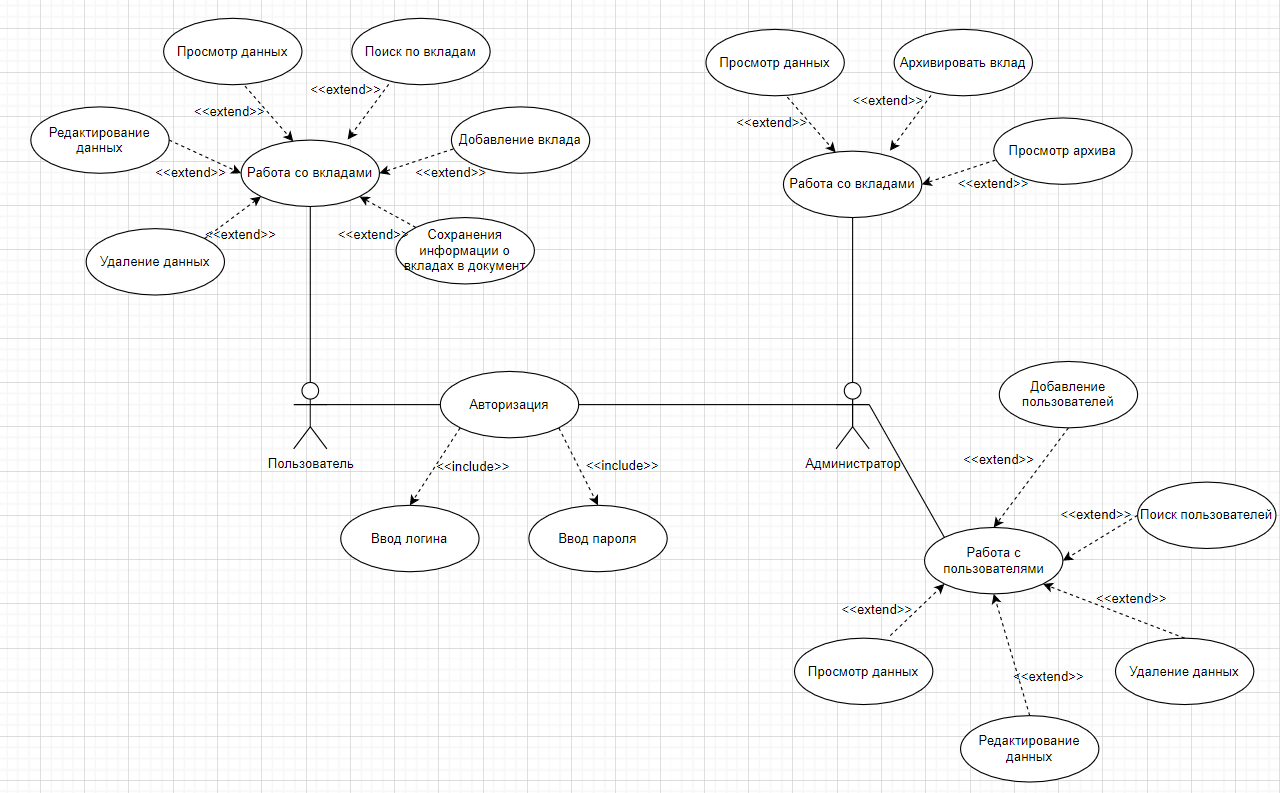 Просмотр данных
Поиск по вкладам
<<extend>>
<<extend>>
Редактирование
данных
Добавление вклада
Работа со вкладами
<<extend>>
<<extend>>
<<extend>>
<<extend>>
Сохранения
информации о
вкладах в документ
Удаление данных
Просмотр данных
Архивировать вклад
<<extend>>
<<extend>>
Просмотр архива
Работа со вкладами
<<extend>>
Авторизация
Пользователь
Администратор
<<include>>
<<include>>
Ввод логина
Ввод пароля
Добавление
пользователей
<<extend>>
<<extend>>
Поиск пользователей
Работа с
пользователями
<<extend>>
<<extend>>
Просмотр данных
<<extend>>
Удаление данных
Редактирование
данных